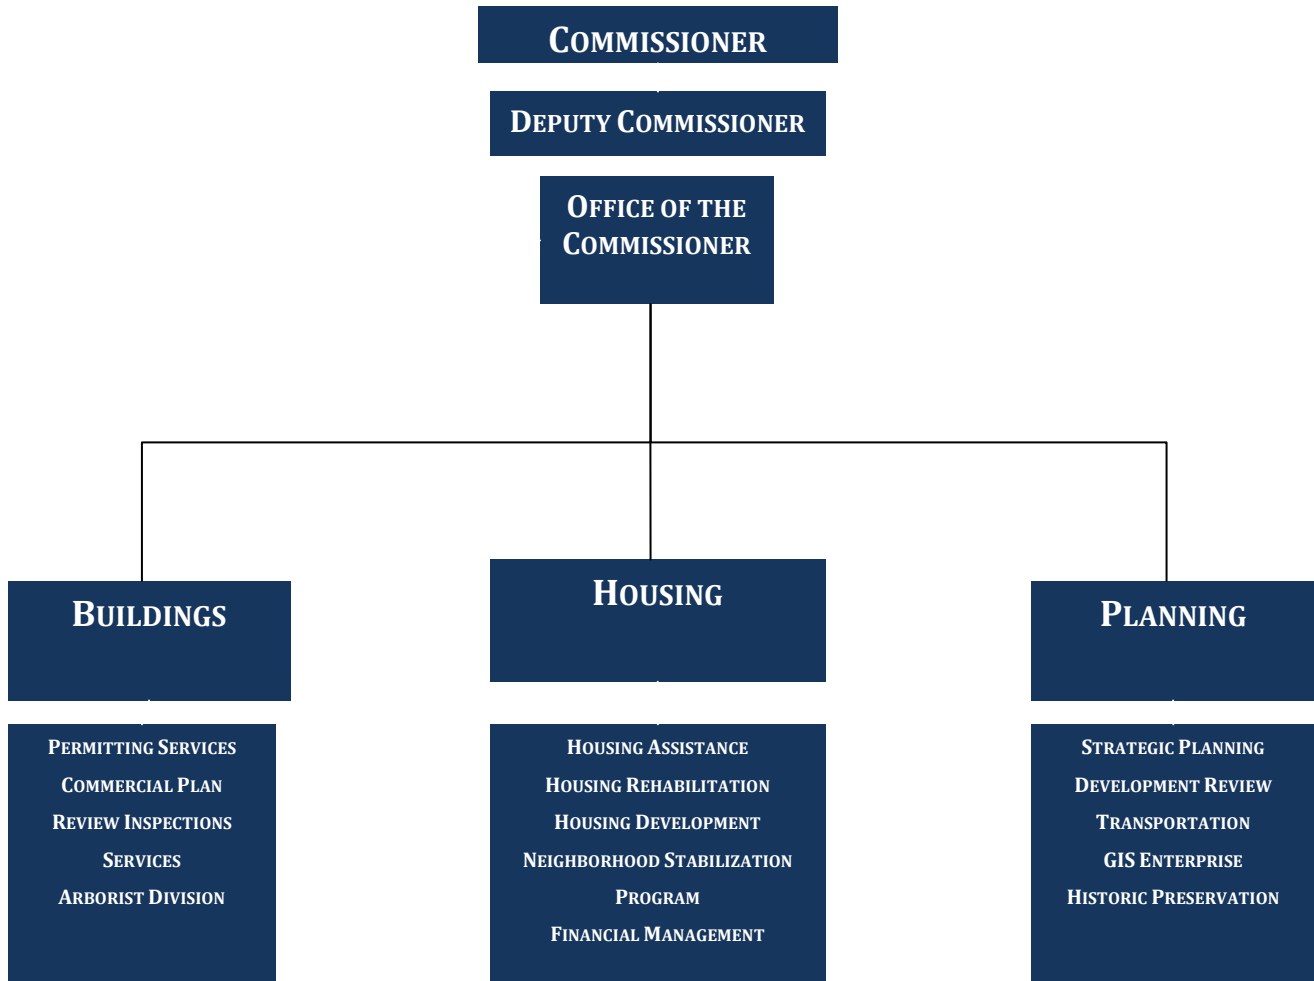 COMMISSIONER
DEPUTY COMMISSIONER
OFFICE OF THE
COMMISSIONER
BUILDINGS
HOUSING
PLANNING
PERMITTING SERVICES
COMMERCIAL PLAN
REVIEW INSPECTIONS
SERVICES
ARBORIST DIVISION
HOUSING ASSISTANCE
HOUSING REHABILITATION
HOUSING DEVELOPMENT
NEIGHBORHOOD STABILIZATION
PROGRAM
FINANCIAL MANAGEMENT
STRATEGIC PLANNING
DEVELOPMENT REVIEW
TRANSPORTATION
GIS ENTERPRISE
HISTORIC PRESERVATION